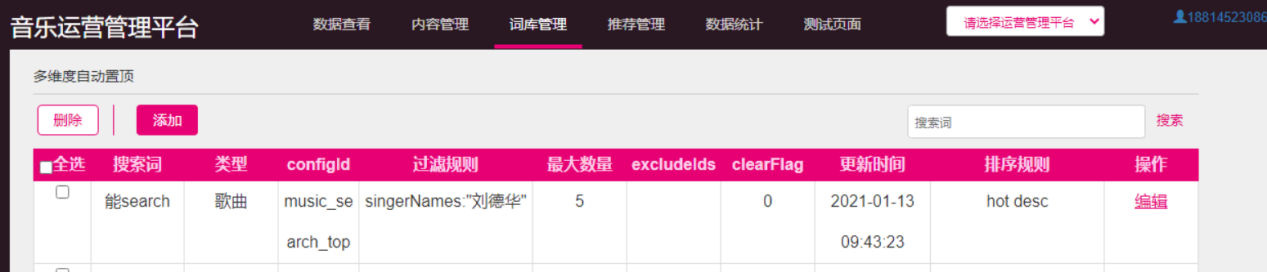 音乐运营管理平台 数据查看 内容管理 词库管理 推荐管理 数据统计 测试页面 请选择运营管理平台 18814523086
多维度自动置顶
删除 添加 搜索词 搜索
全选 搜索词 类型 configId 过滤规则 最大数量 excludeIds clearFlag 更新时间 排序规则 操作
能search 歌曲 music_se singerNames:"刘德华" 5 0 2021-01-13 hot desc 编辑
arch_top 09:43:23